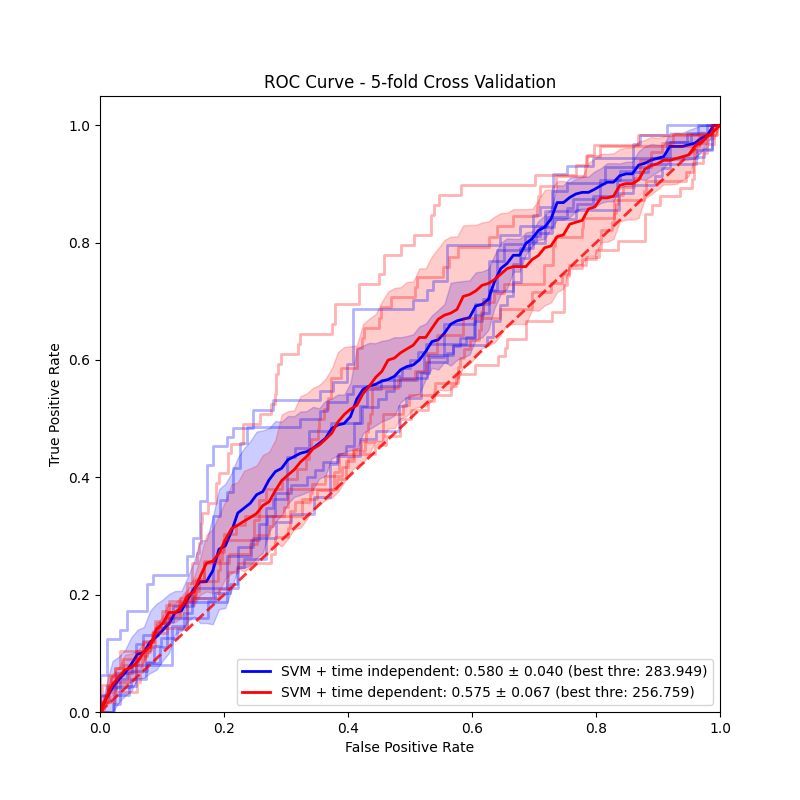 ROC Curve - 5-fold Cross Validation
True Positive Rate
1.0
0.8
0.6
0.4
0.2
0.0
SVM + time independent: 0.580 ± 0.040 (best thre: 283.949)
SVM + time dependent: 0.575 ± 0.067 (best thre: 256.759)
0.0 0.2 0.4 0.6 0.8 1.0
False Positive Rate